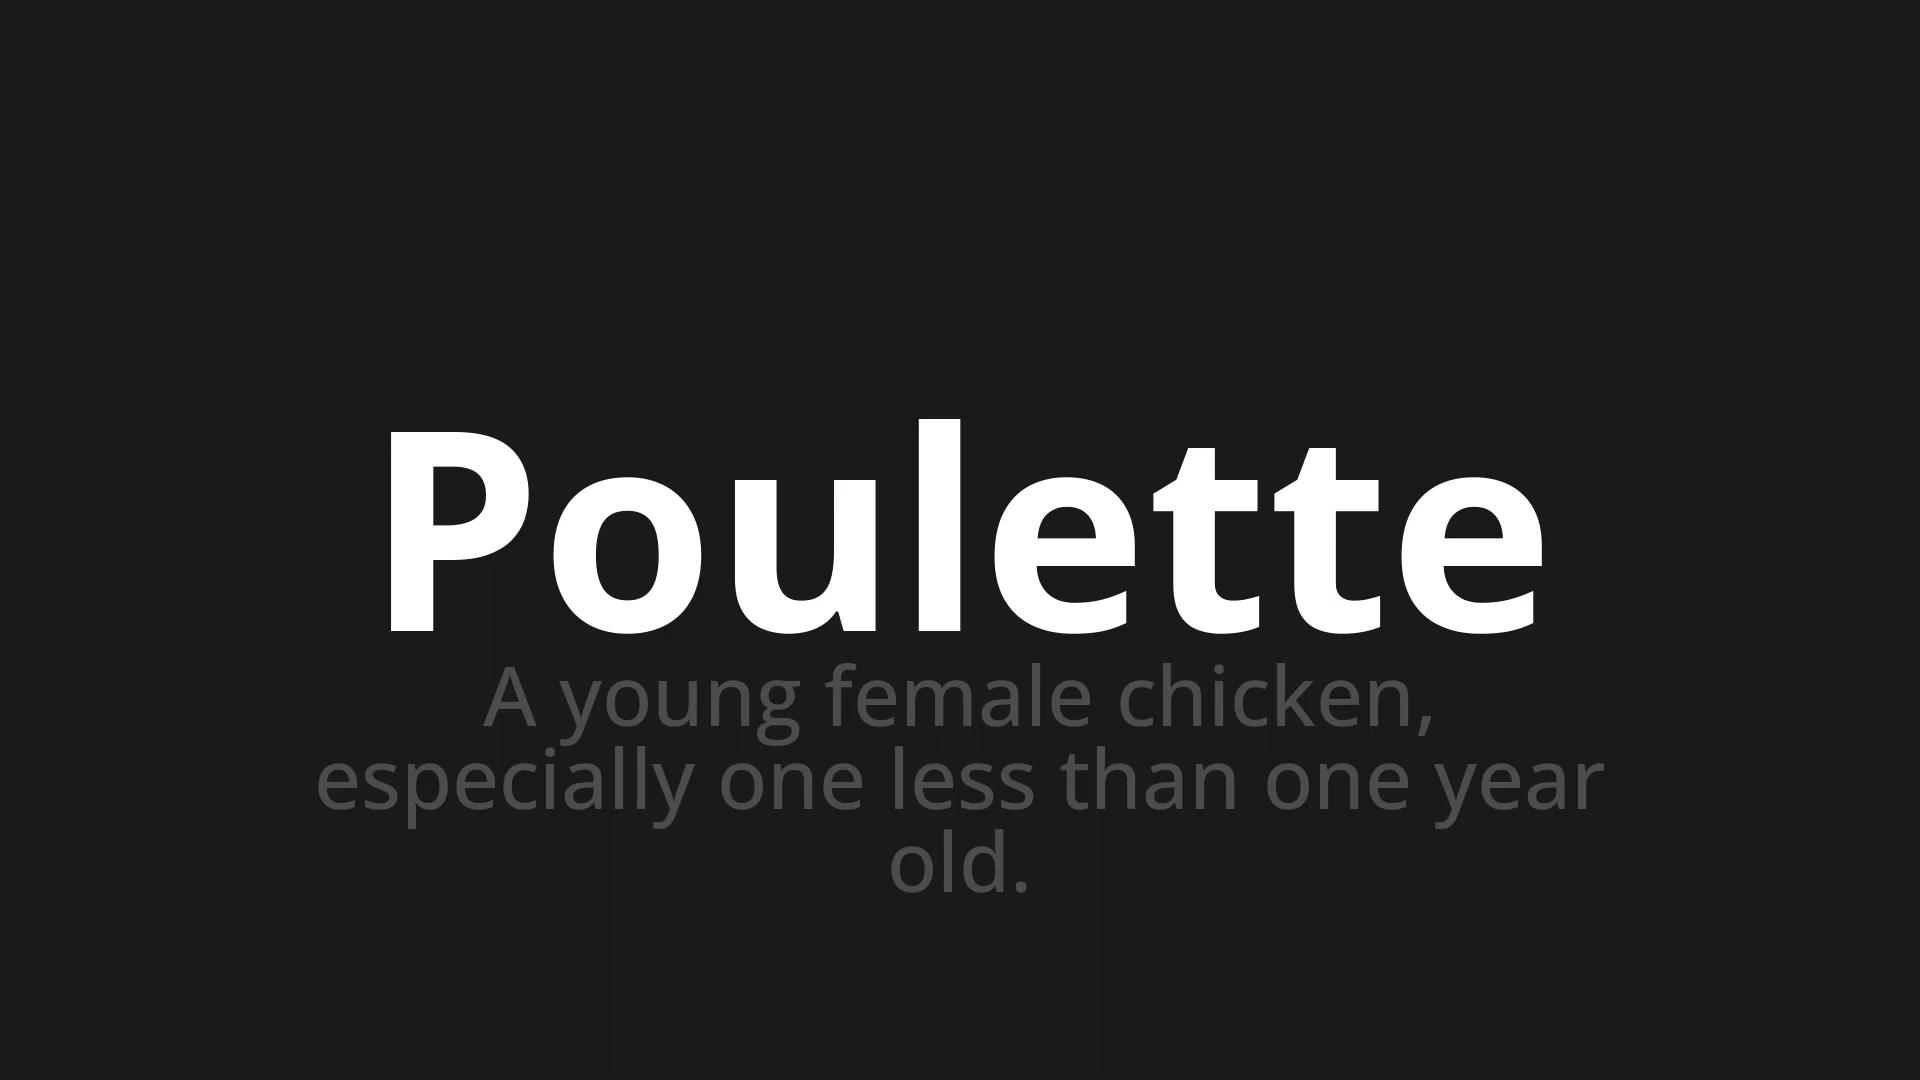 Poulette
A young female chicken,
especially one less than one year
old.